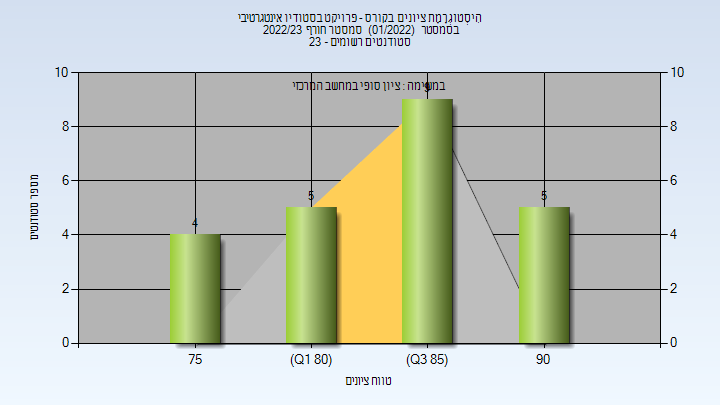 היסטוגרמת ציונים בקורס - פרויקט בסטודיו אינטגרטיבי
בסמסטר (01/2022) סמסטר חורף 2022/23
סטודנטים רשומים - 23
במשימה : ציון סופי במחשב המרכזי
10 10
9
8 8
6 6
5 5
4 4
4
2 2
0 0
75 (Q1 80) (Q3 85) 90
מספר סטודנטים
טווח ציונים